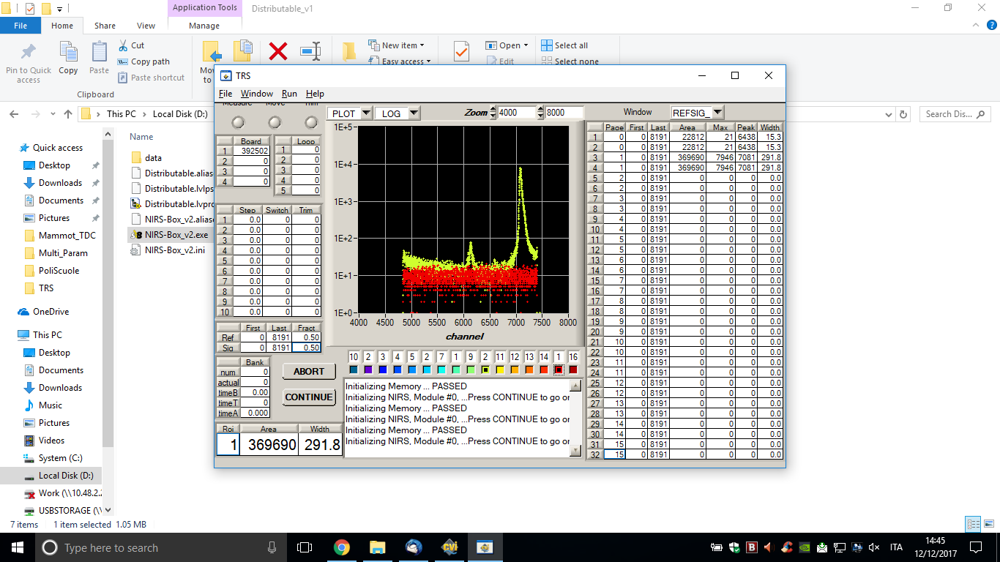 Application Tools
Distributable_v1
File Home Share View Manage
Pin to Quick access
Copy
Paste
Cut
Copy path
Paste shortcut
Clipboard
New item
Easy access
Open
Edit
Select all
Select none
This PC > Local Disk (D:)
Search Dis...
Quick access
Desktop
Downloads
Documents
Pictures
Mammot_TDC
Multi_Param
PoliScuole
TRS
OneDrive
This PC
Desktop
Documents
Downloads
Music
Pictures
Videos
System (C:)
Local Disk (D:)
Work (\\10.48.2.2
USBSTORAGE (\\
Name
data
Distributable.alias
Distributable.lvlps
Distributable.lvpro
NIRS-Box_v2.aliase
NIRS-Box_v2.exe
NIRS-Box_v2.ini
7 items 1 item selected 1.05 MB
TRS
File Window Run Help
Measure Move Trim
Board
1 392502
2 0
3 0
4 0
Loop
1 0
2 0
3 0
4 0
5 0
Step Switch Trim
1 0.0 0 0
2 0.0 0 0
3 0.0 0 0
4 0.0 0 0
5 0.0 0 0
6 0.0 0 0
7 0.0 0 0
8 0.0 0 0
9 0.0 0 0
10 0.0 0 0
First Last Fract
Ref 0 8191 0.50
Sig 0 8191 0.50
Bank
num 0
actual 0
timeB 0.00
timeT 0
timeA 0.000
ABORT
CONTINUE
Roi Area Width
1 369690 291.8
PLOT LOG Zoom 4000 8000
1E+5
1E+4
1E+3
1E+2
1E+1
1E+0
4000 4500 5000 5500 6000 6500 7000 7500 8000
channel
10 2 3 4 5 2 7 1 9 2 11 12 13 14 1 16
Initializing Memory ... PASSED
Initializing NIRS, Module #0, ...Press CONTINUE to go or
Initializing Memory ... PASSED
Initializing NIRS, Module #0, ...Press CONTINUE to go or
Initializing Memory ... PASSED
Initializing NIRS, Module #0, ...Press CONTINUE to go or
Window REFSIG_
Page First Last Area Max Peak Width
1 0 0 8191 22812 21 6438 15.3
2 0 0 8191 22812 21 6438 15.3
3 1 0 8191 369690 7946 7081 291.8
4 1 0 8191 369690 7946 7081 291.8
5 2 0 8191 0 0 0 0.0
6 2 0 8191 0 0 0 0.0
7 3 0 8191 0 0 0 0.0
8 3 0 8191 0 0 0 0.0
9 4 0 8191 0 0 0 0.0
10 4 0 8191 0 0 0 0.0
11 5 0 8191 0 0 0 0.0
12 5 0 8191 0 0 0 0.0
13 6 0 8191 0 0 0 0.0
14 6 0 8191 0 0 0 0.0
15 7 0 8191 0 0 0 0.0
16 7 0 8191 0 0 0 0.0
17 8 0 8191 0 0 0 0.0
18 8 0 8191 0 0 0 0.0
19 9 0 8191 0 0 0 0.0
20 9 0 8191 0 0 0 0.0
21 10 0 8191 0 0 0 0.0
22 10 0 8191 0 0 0 0.0
23 11 0 8191 0 0 0 0.0
24 11 0 8191 0 0 0 0.0
25 12 0 8191 0 0 0 0.0
26 12 0 8191 0 0 0 0.0
27 13 0 8191 0 0 0 0.0
28 13 0 8191 0 0 0 0.0
29 14 0 8191 0 0 0 0.0
30 14 0 8191 0 0 0 0.0
31 15 0 8191 0 0 0 0.0
32 15 0 8191 0 0 0 0.0
Type here to search
ITA
14:45
12/12/2017